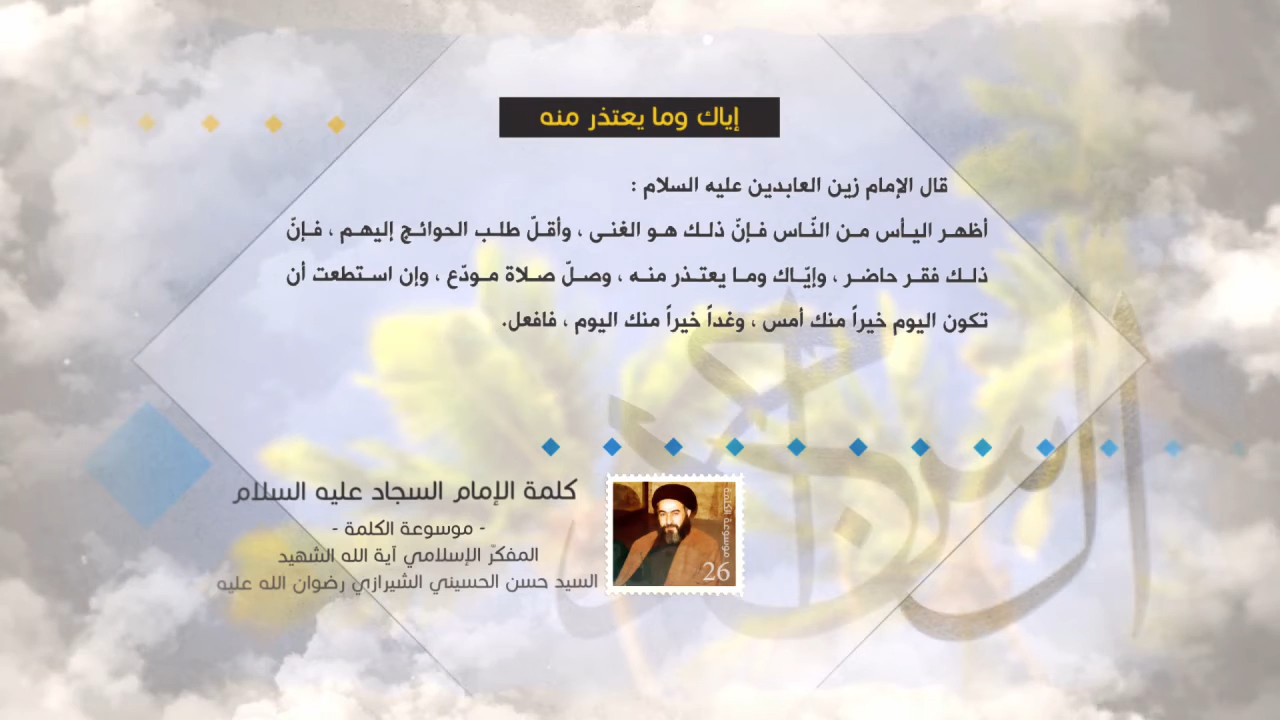 إياك وما يعتذر منه
قال الإمام زين العابدين عليه السلام :
أظهر اليأس من النّاس فإنّ ذلك هو الغنى ، وأقلّ طلب الحوائج إليهم ، فإنّ
ذلك فقر حاضر ، وإيّاك وما يعتذر منه ، وصلّ صلاة مودّع ، وإن استطعت أن
تكون اليوم خيراً منك أمس ، وغداً خيراً منك اليوم ، فافعل.
كلمة الإمام السجاد عليه السلام
- موسوعة الكلمة -
المفكرّ الإسلامي آية الله الشهيد
السيد حسن الحسيني الشيرازي رضوان الله عليه
موسوعة الكلمة
26